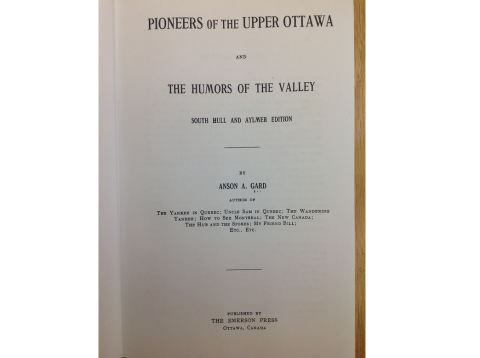 PIONEERS OF THE UPPER OTTAWA
AND
THE HUMORS OF THE VALLEY
SOUTH HULL AND AYLMER EDITION
BY
ANSON A. GARD
AUTHOR OF
The Yankee in Quebec; Uncle Sam in Quebec; The Wandering
Yankee; How to See Montreal; The New Canada;
The Hub and the Spokes; My Friend Bill;
Etc., Etc.
PUBLISHED BY
THE EMERSON PRESS
Ottawa, Canada